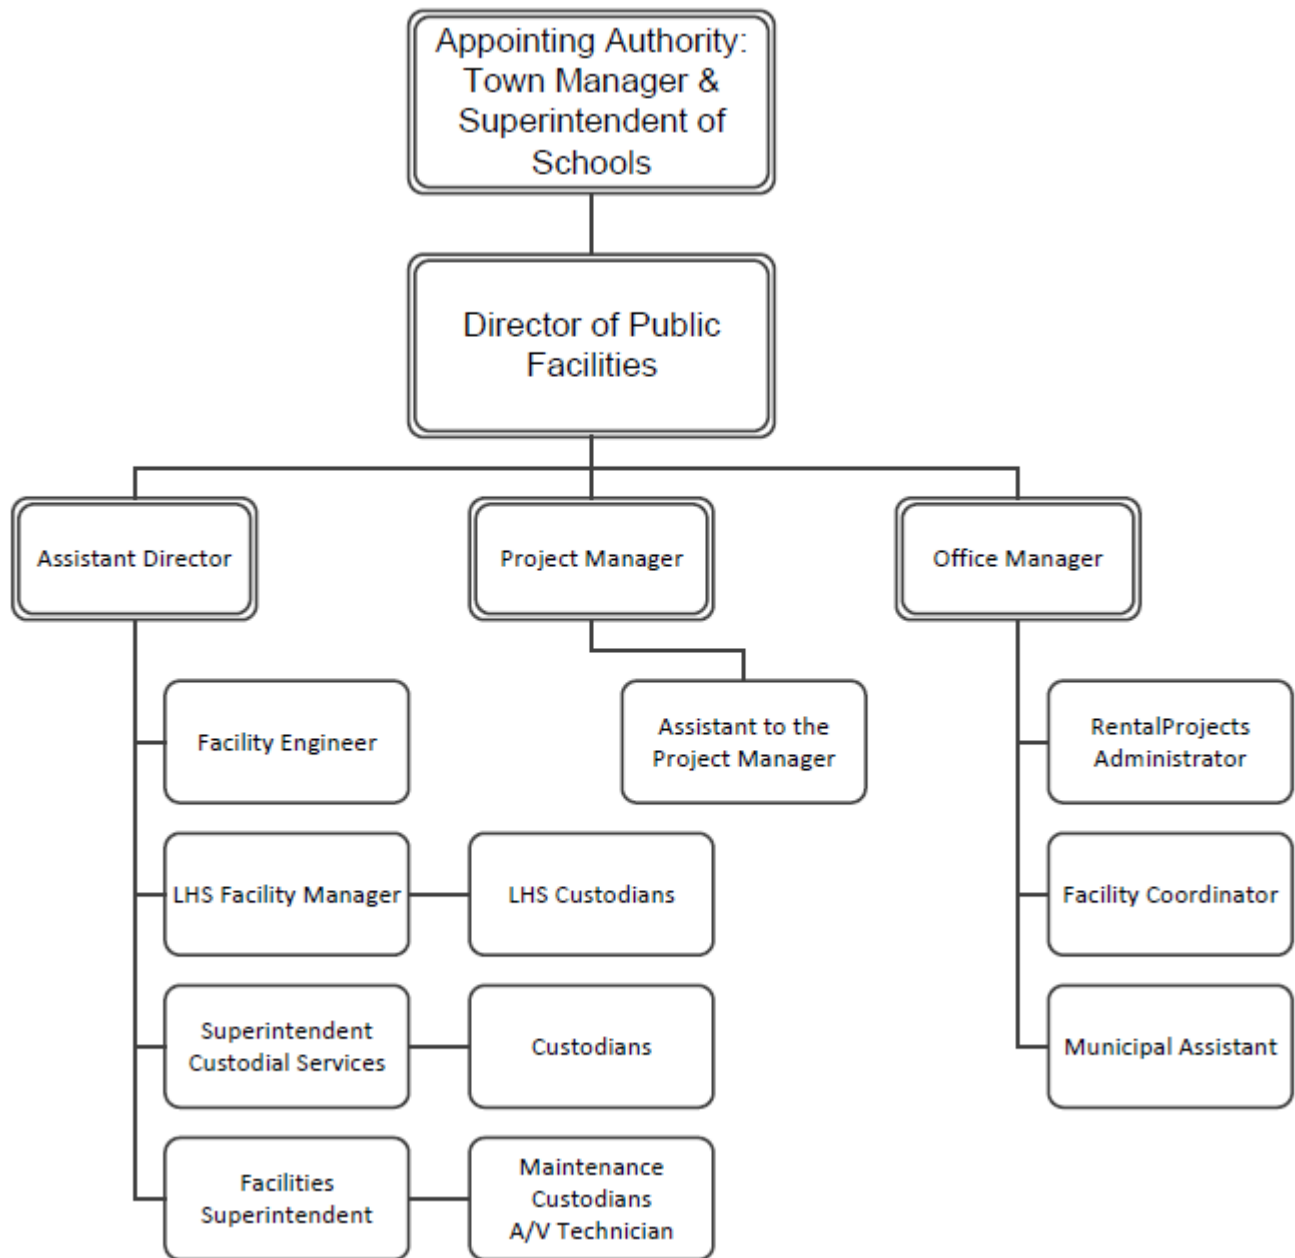 Appointing Authority:
Town Manager &
Superintendent of
Schools
Director of Public
Facilities
Assistant Director
Project Manager
Office Manager
Facility Engineer
Assistant to the
Project Manager
RentalProjects
Administrator
LHS Facility Manager
LHS Custodians
Facility Coordinator
Superintendent
Custodial Services
Custodians
Municipal Assistant
Facilities
Superintendent
Maintenance
Custodians
A/V Technician